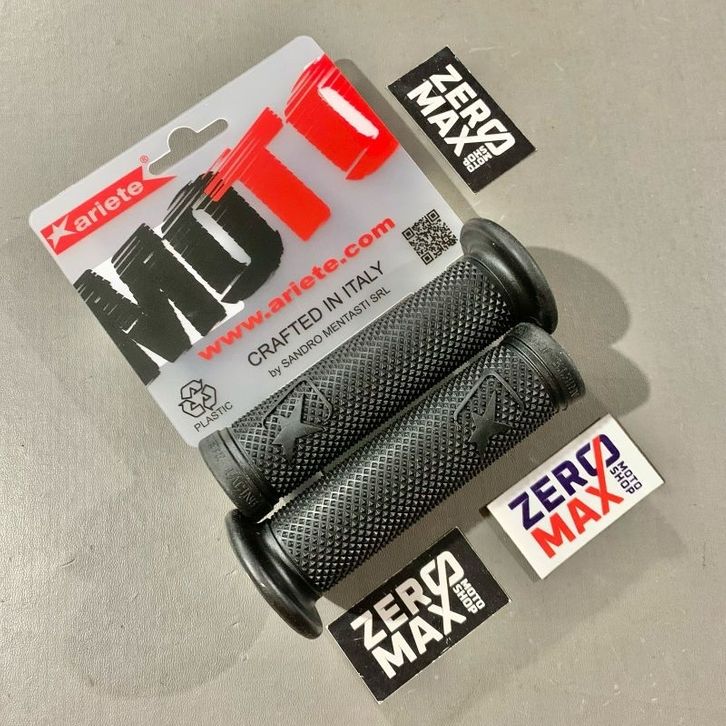 ariete®
MOTO
www.ariete.com
CRAFTED IN ITALY
by SANDRO MENTASTI SRL
PLASTIC
ZERO
MAX
MOTO
SHOP
ZERO
MAX
MOTO
SHOP
ZERO
MAX
MOTO
SHOP